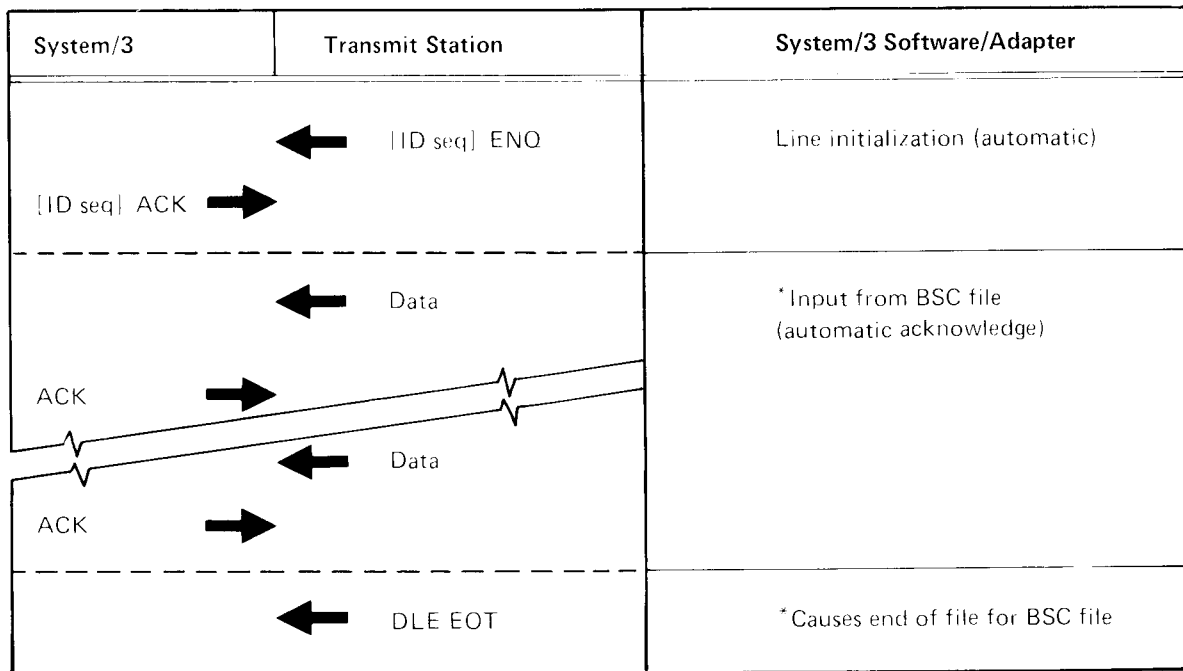 System/3 Transmit Station System/3 Software/Adapter
[ID seq] ENQ Line initialization (automatic)
[ID seq] ACK
Data *Input from BSC file
(automatic acknowledge)
ACK
Data
ACK
DLE EOT *Causes end of file for BSC file